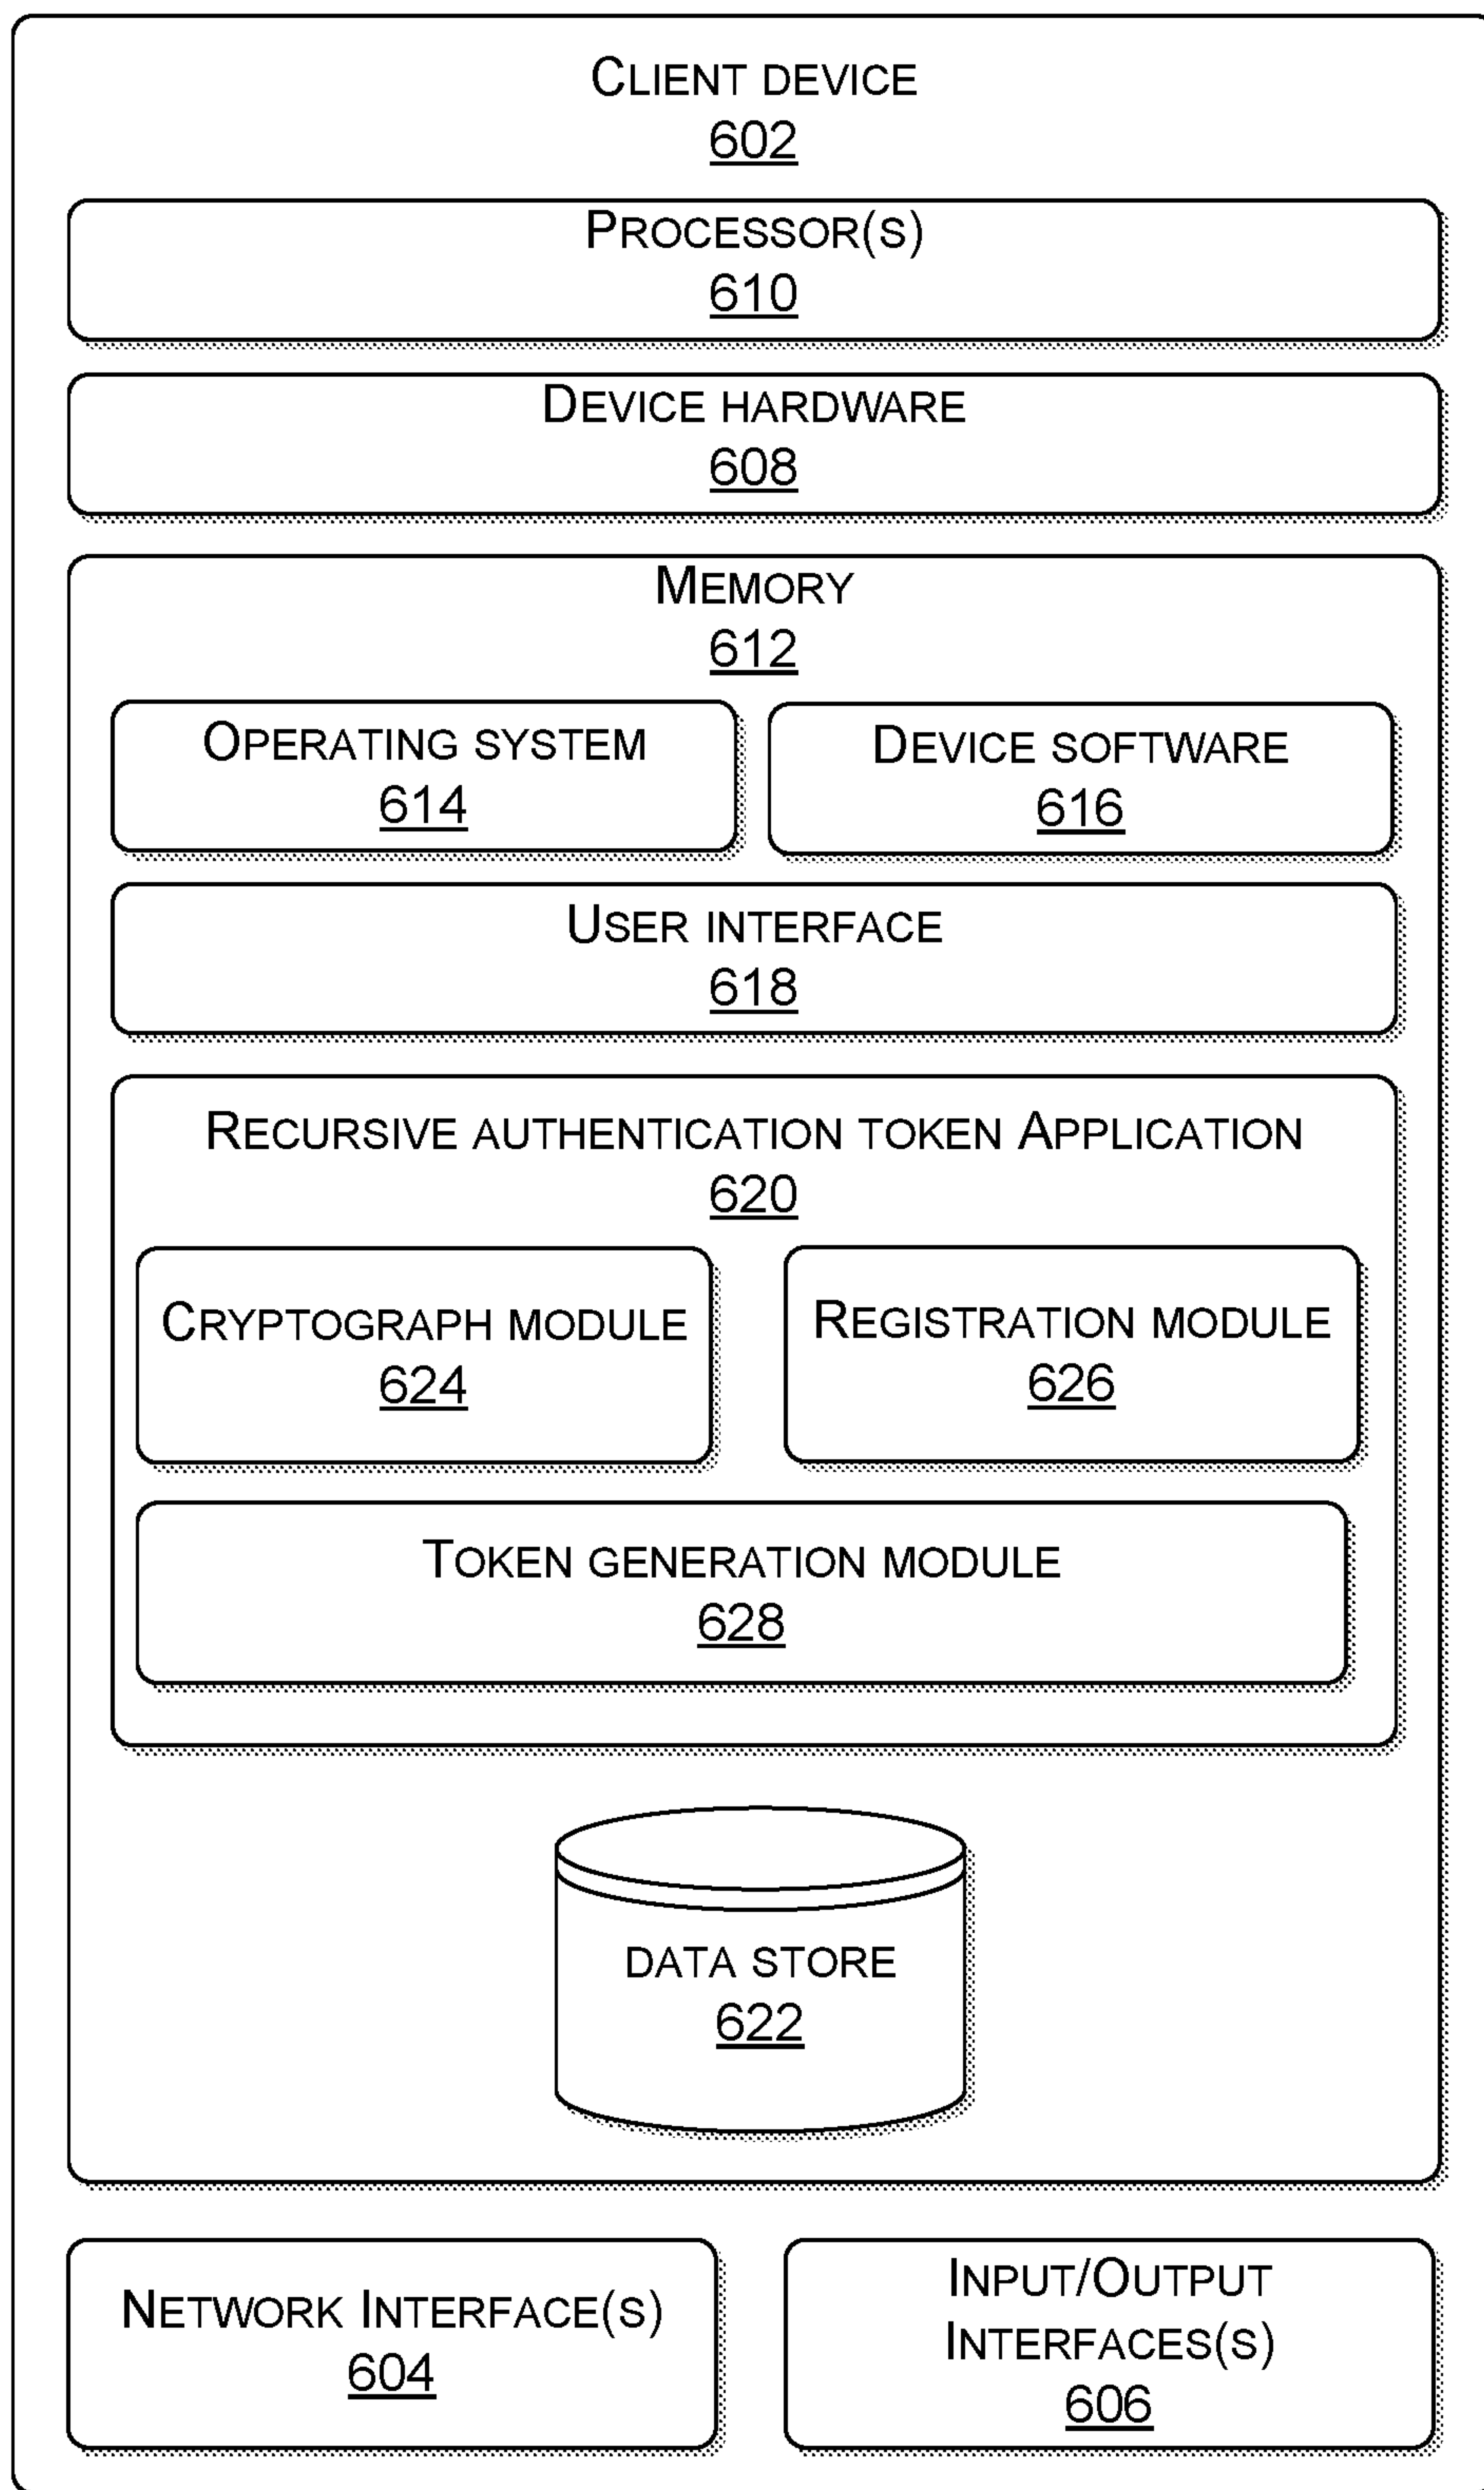 CLIENT DEVICE
602
PROCESSOR(S)
610
DEVICE HARDWARE
608
MEMORY
612
OPERATING SYSTEM
614
DEVICE SOFTWARE
616
USER INTERFACE
618
RECURSIVE AUTHENTICATION TOKEN APPLICATION
620
CRYPTOGRAPH MODULE
624
REGISTRATION MODULE
626
TOKEN GENERATION MODULE
628
DATA STORE
622
NETWORK INTERFACE(S)
604
INPUT/OUTPUT
INTERFACES(S)
606